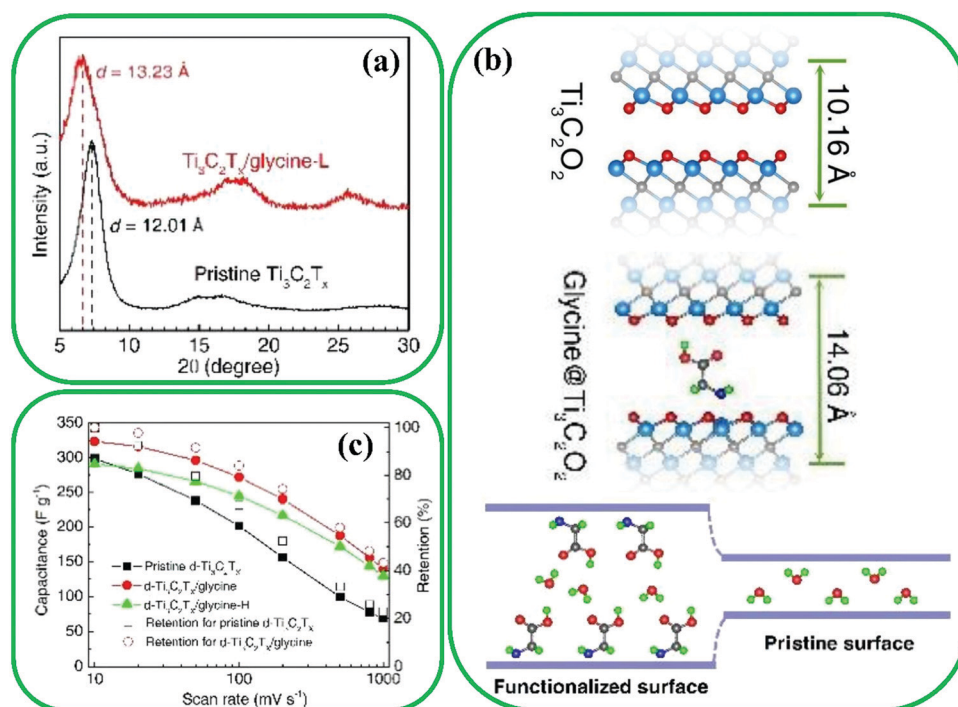 (a)
d = 13.23 Å
Ti₃C₂Tₓ/glycine-L
d = 12.01 Å
Pristine Ti₃C₂Tₓ
Intensity (a.u.)
5 10 15 20 25 30
2θ (degree)
(b)
Ti₃C₂O₂
10.16 Å
Glycine@Ti₃C₂O₂
14.06 Å
Functionalized surface
Pristine surface
(c)
350
300
250
200
150
100
50
0
Capacitance (F g⁻¹)
100
80
60
40
20
0
Retention (%)
Pristine d-Ti₃C₂Tₓ
d-Ti₃C₂Tₓ/glycine
d-Ti₃C₂Tₓ/glycine-H
Retention for pristine d-Ti₃C₂Tₓ
Retention for d-Ti₃C₂Tₓ/glycine
10 100 1000
Scan rate (mV s⁻¹)